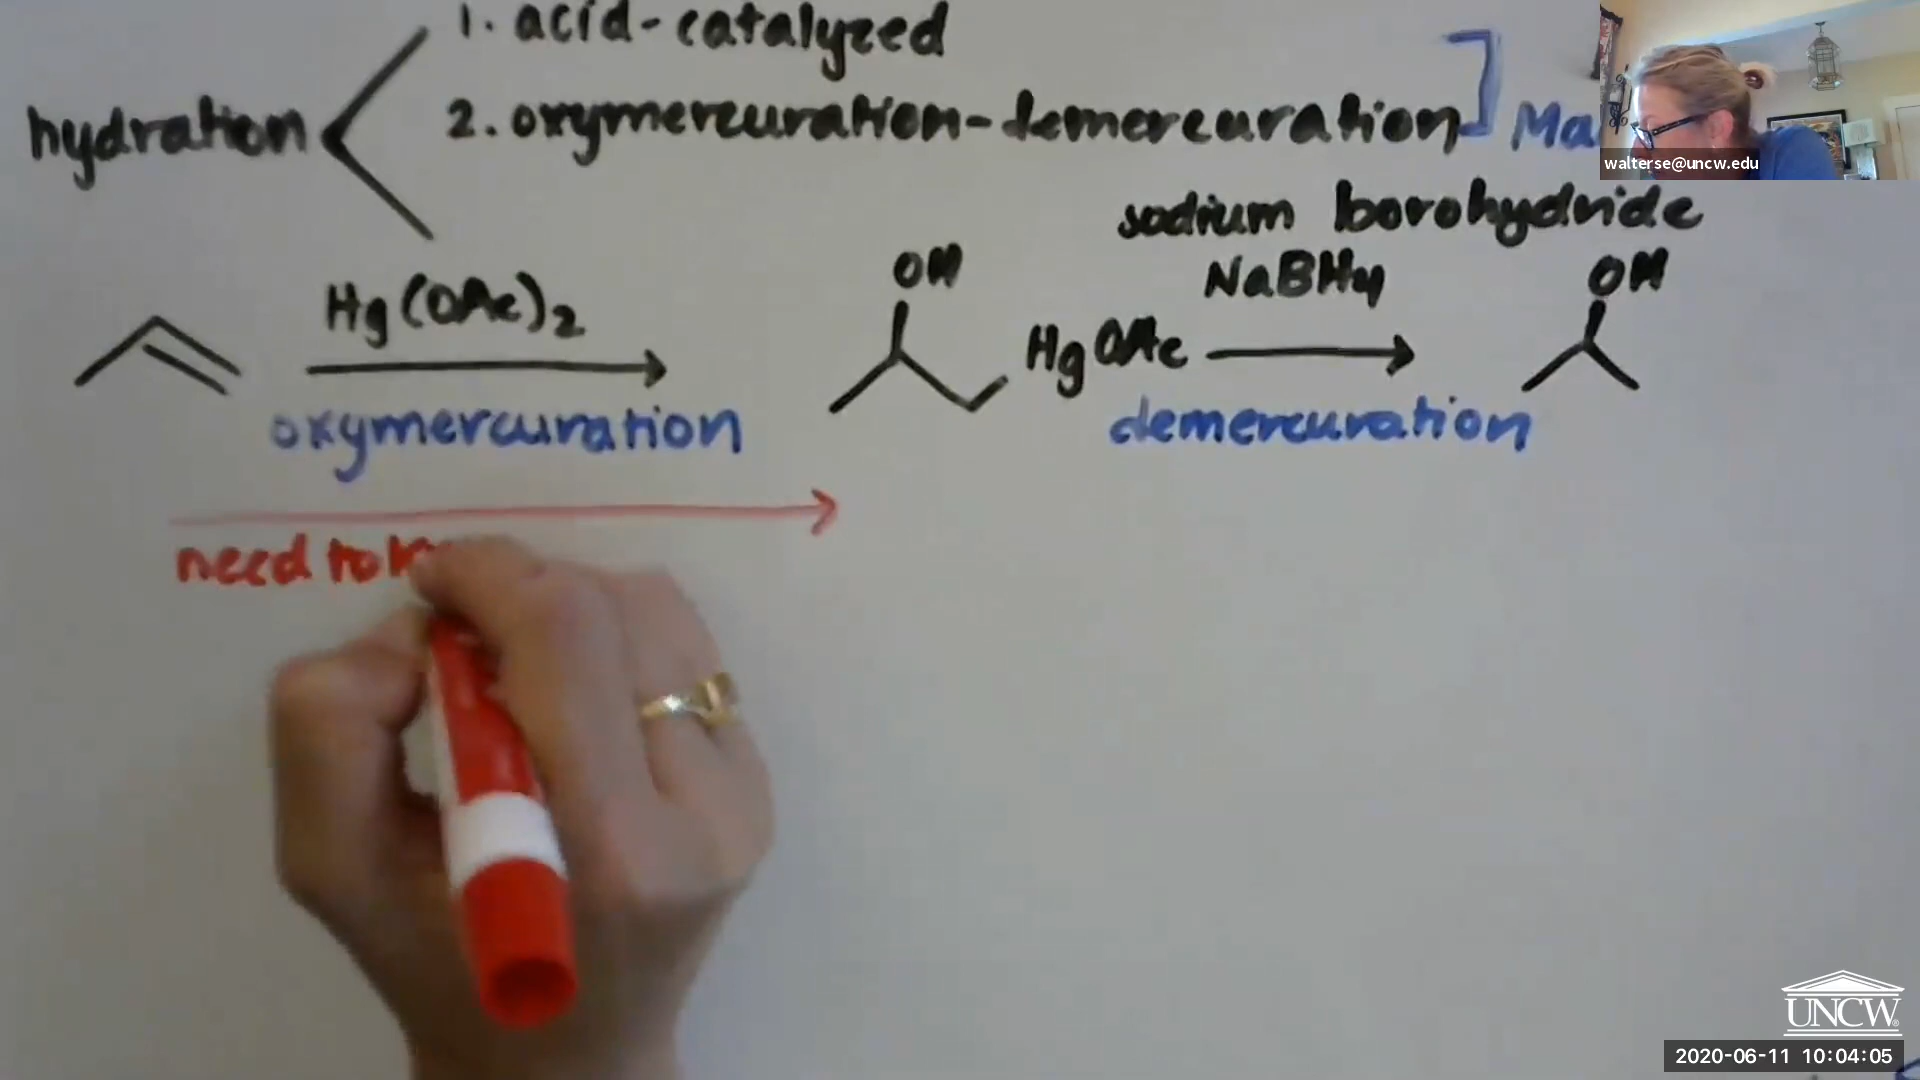 1. acid-catalyzed
hydration
2. oxymercuration-demercuration
Ma
walterse@uncw.edu
sodium borohydride
Hg(OAc)2
OH
HgOAc
NaBH4
OH
oxymercuration
demercuration
need to
UNCW
2020-06-11 10:04:05